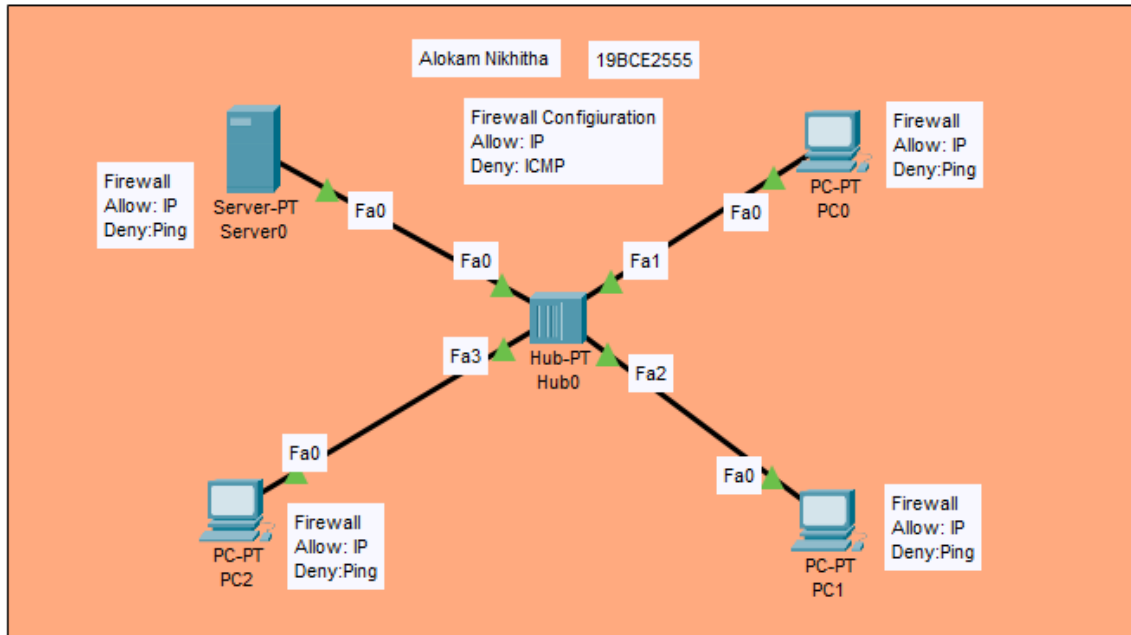 Alokam Nikhitha
19BCE2555
Firewall Configiuration
Allow: IP
Deny: ICMP
Firewall
Allow: IP
Deny:Ping
Server-PT
Server0
Fa0
Fa0
Firewall
Allow: IP
Deny:Ping
PC-PT
PC0
Fa0
Fa1
Hub-PT
Hub0
Fa3
Fa2
Fa0
PC-PT
PC2
Firewall
Allow: IP
Deny:Ping
Fa0
PC-PT
PC1
Firewall
Allow: IP
Deny:Ping